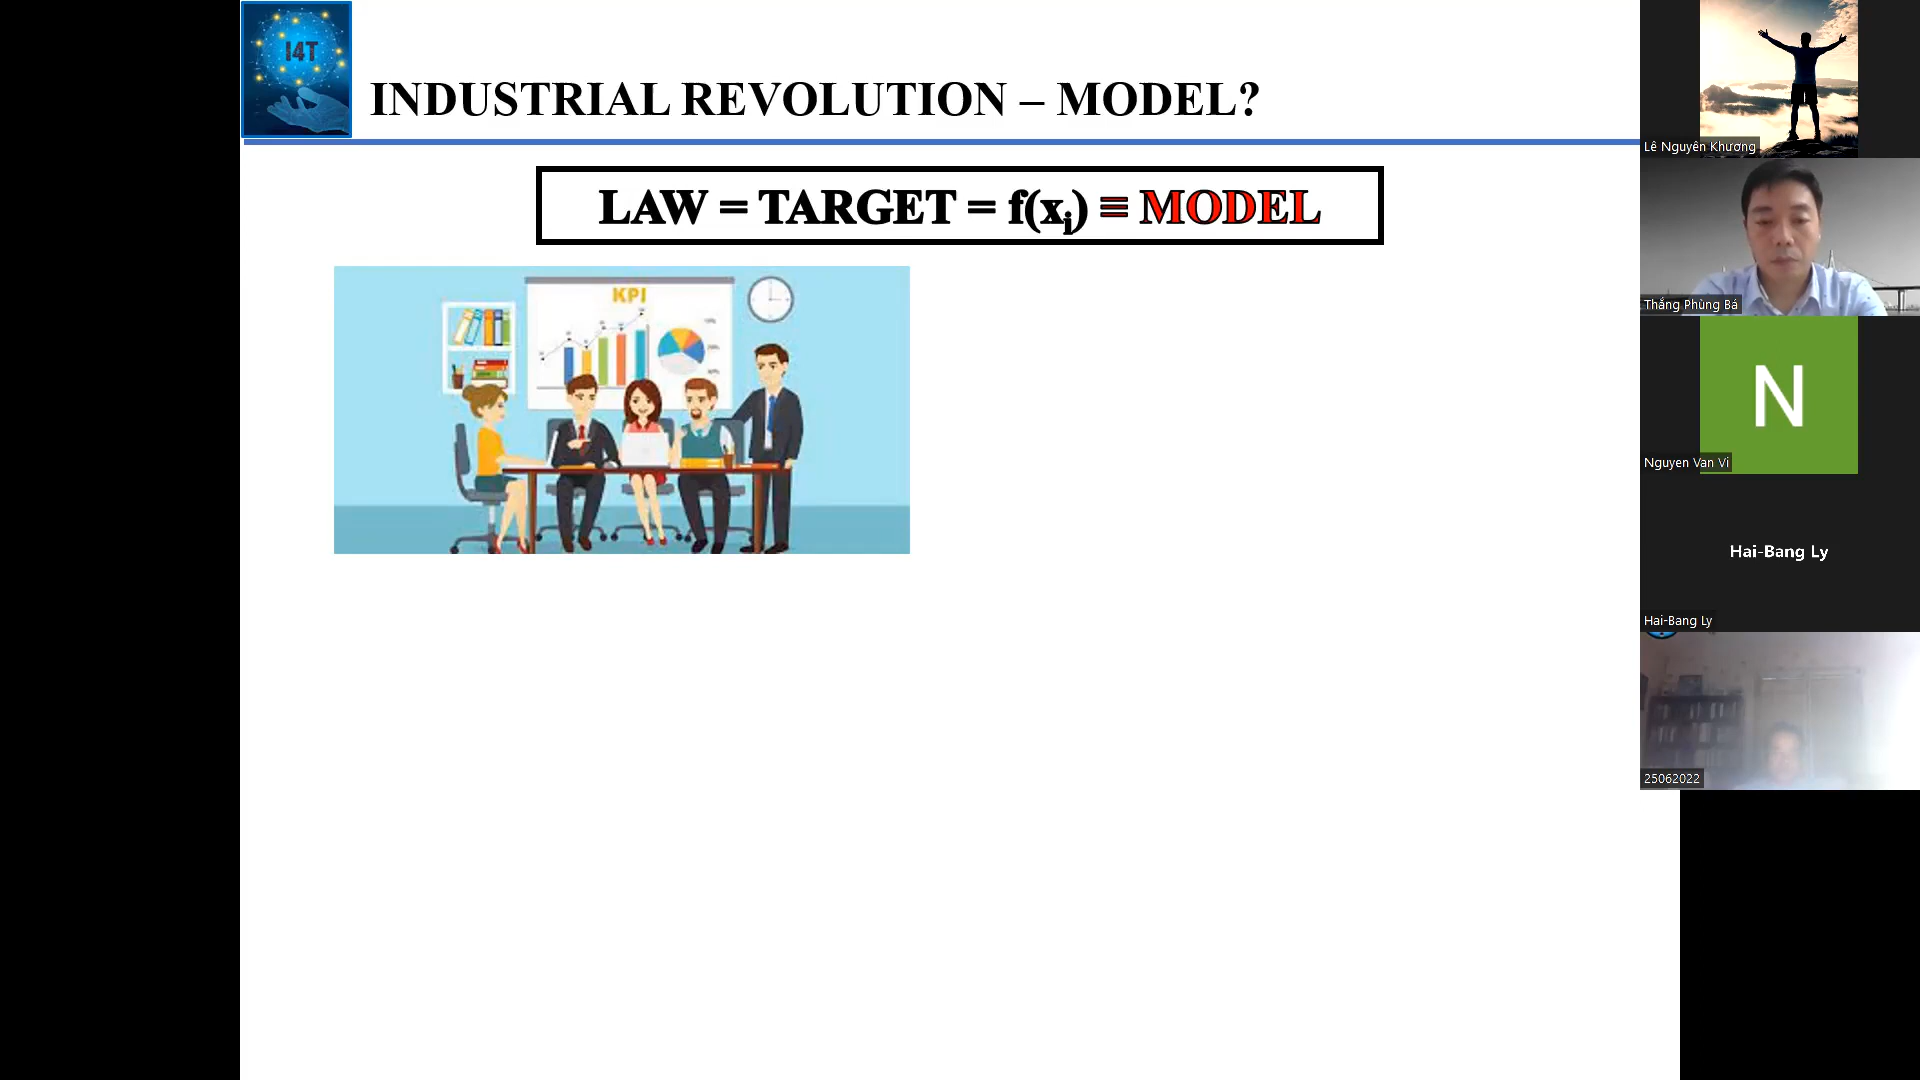 I4T
INDUSTRIAL REVOLUTION – MODEL?
LAW = TARGET = f(xᵢ) ≡ MODEL
KPI
Lê Nguyên Khương
Thắng Phùng Bá
N
Nguyen Van Vi
Hai-Bang Ly
Hai-Bang Ly
25062022